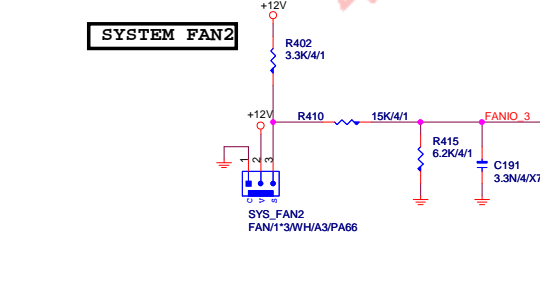 +12V
SYSTEM FAN2
R402
3.3K/4/1
+12V
R410 15K/4/1 FANIO_3
R415
6.2K/4/1
C191
3.3N/4/X7
1 2 3
C V S
SYS_FAN2
FAN/1*3/WH/A3/PA66